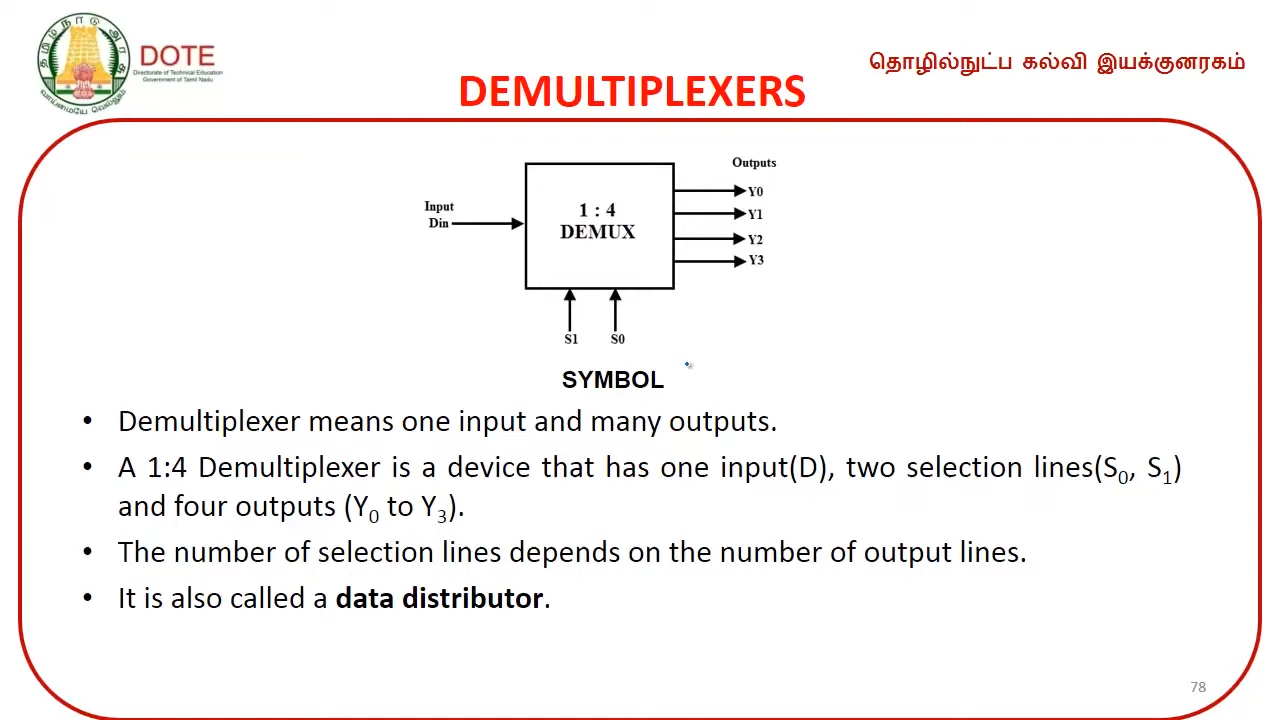 தமிழ்நாடு அரசு
வாய்மையே வெல்லும்
DOTE
Directorate of Technical Education
Government of Tamil Nadu
தொழில்நுட்ப கல்வி இயக்குனரகம்
DEMULTIPLEXERS
Outputs
Input
Din
1 : 4
DEMUX
Y0
Y1
Y2
Y3
S1 S0
SYMBOL
• Demultiplexer means one input and many outputs.
• A 1:4 Demultiplexer is a device that has one input(D), two selection lines(S0, S1)
and four outputs (Y0 to Y3).
• The number of selection lines depends on the number of output lines.
• It is also called a data distributor.
78